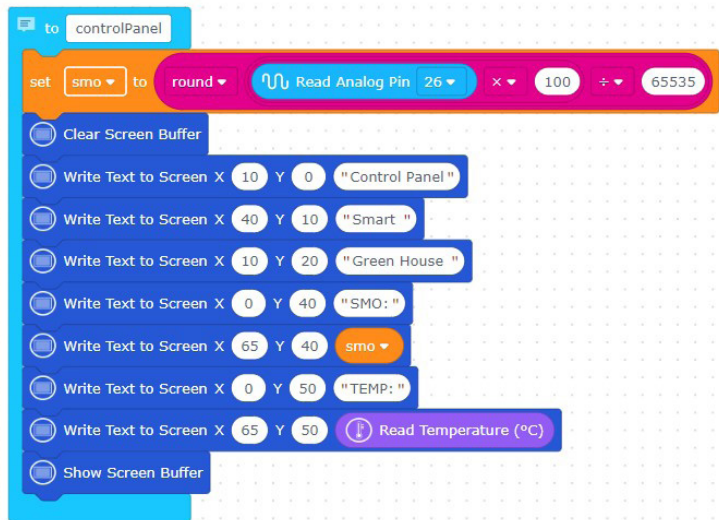 to controlPanel
set smo to round Read Analog Pin 26 × 100 ÷ 65535
Clear Screen Buffer
Write Text to Screen X 10 Y 0 "Control Panel"
Write Text to Screen X 40 Y 10 "Smart "
Write Text to Screen X 10 Y 20 "Green House "
Write Text to Screen X 0 Y 40 "SMO: "
Write Text to Screen X 65 Y 40 smo
Write Text to Screen X 0 Y 50 "TEMP: "
Write Text to Screen X 65 Y 50 Read Temperature (ºC)
Show Screen Buffer